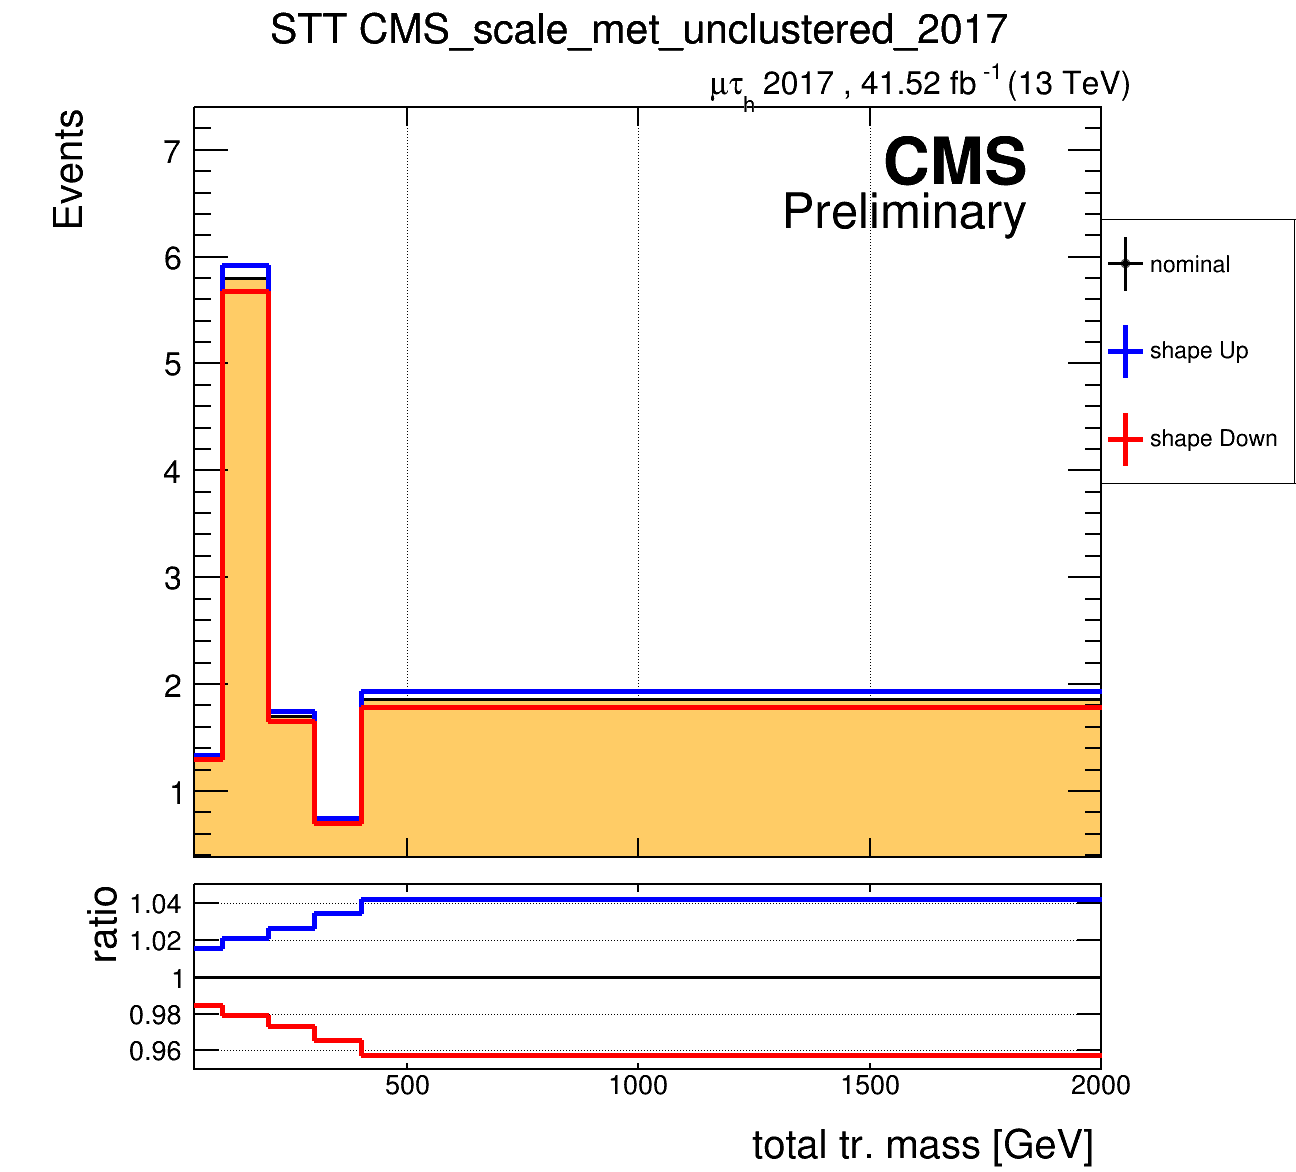 STT CMS_scale_met_unclustered_2017
μτh 2017 , 41.52 fb-1 (13 TeV)
Events
7
6
5
4
3
2
1
CMS
Preliminary
nominal
shape Up
shape Down
ratio
1.04
1.02
1
0.98
0.96
500 1000 1500 2000
total tr. mass [GeV]